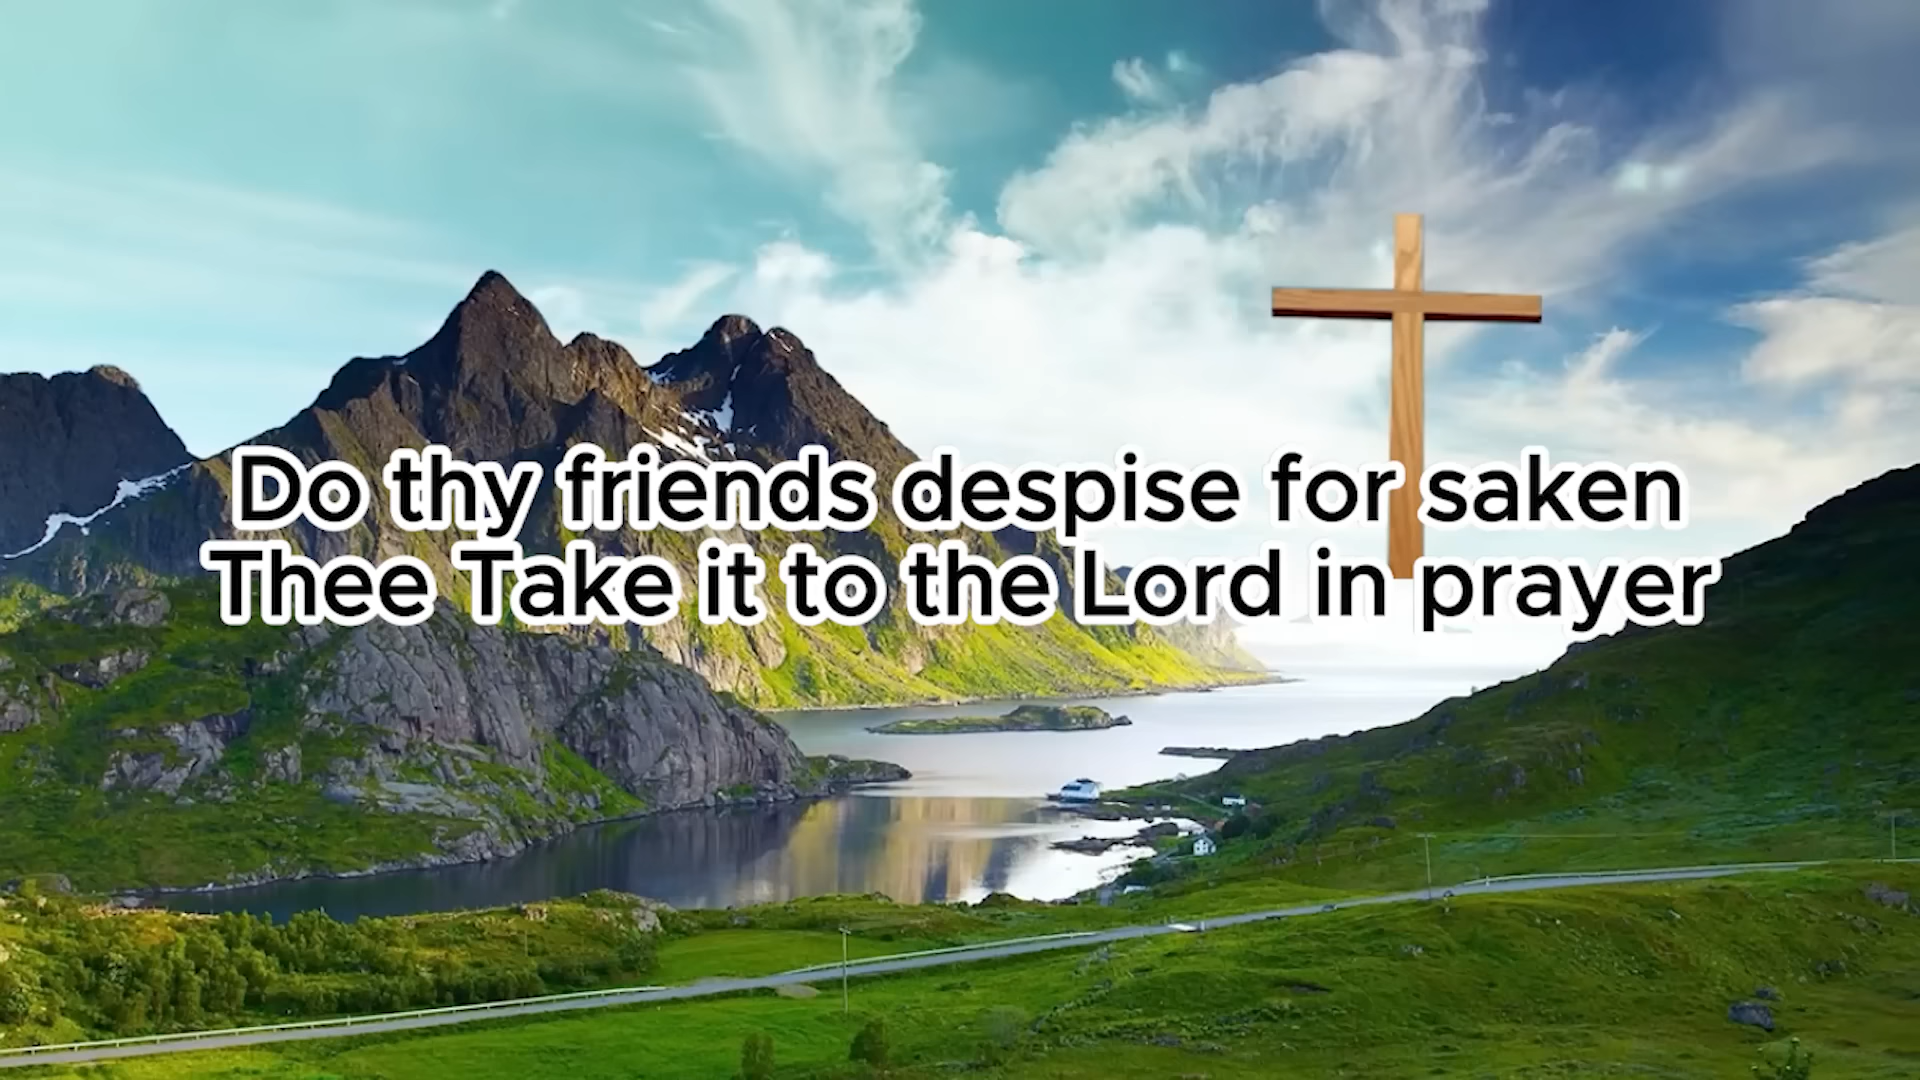 Do thy friends despise for saken
Thee Take it to the Lord in prayer